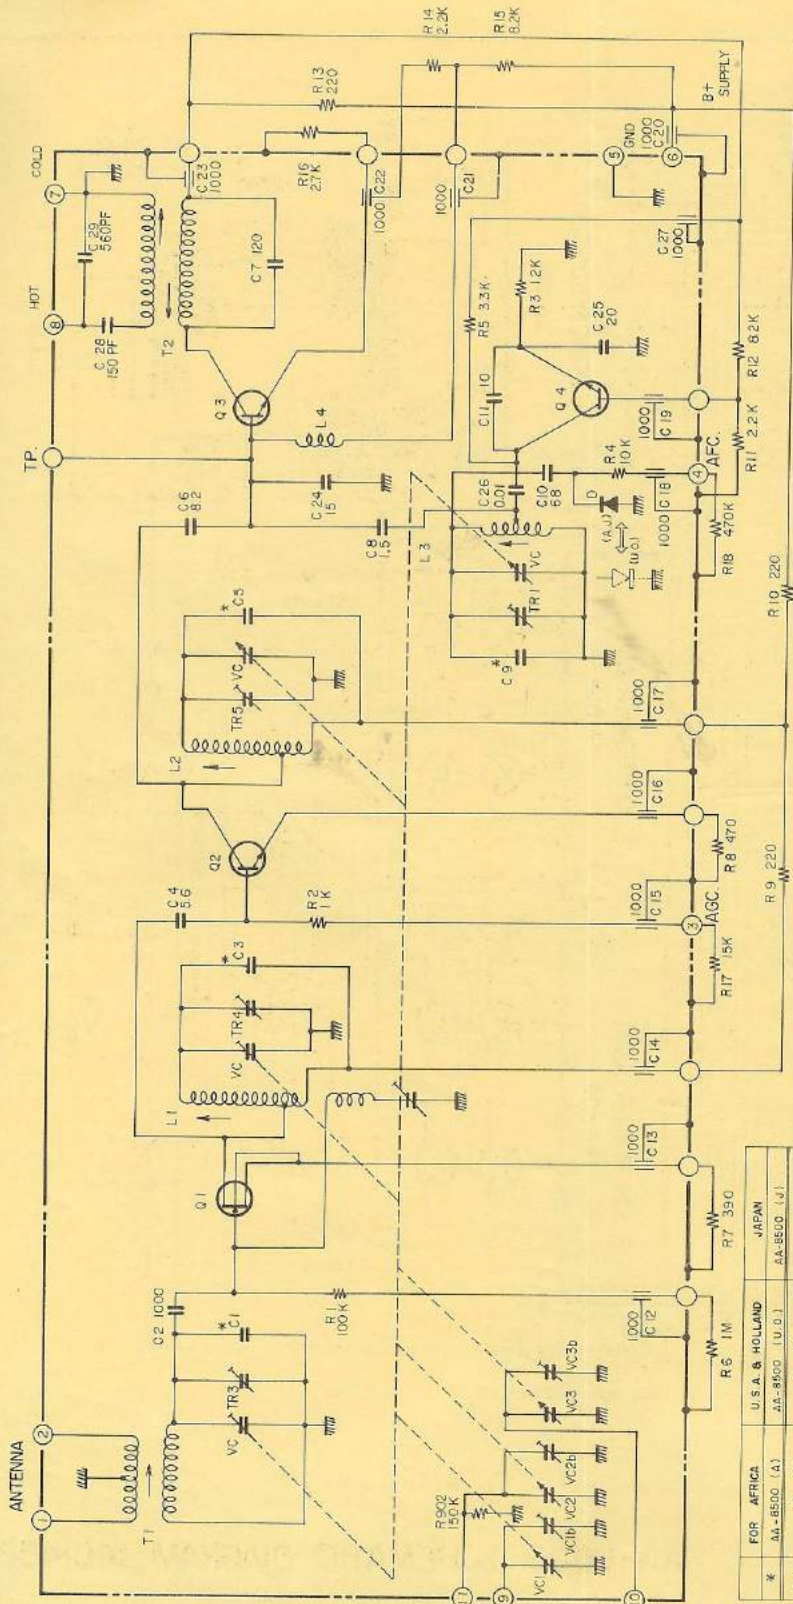 ANTENNA
1
2
T1
VC
TR3
* C1
C2 1000
R1
100K
Q1
L1
VC
TR4
* C3
C4
5.6
R2
1K
Q2
L2
TR5
VC
* C5
C6
8.2
TP.
C24
15
C8
1.5
L4
Q3
T2
HOT
8
COLD
7
C28
150PF
C29
560PF
C7 120
C23
1000
R16
2.7K
R13
220
R14
2.2K
R15
8.2K
1000 C22
1000
C21
5
GND
6
1000
C20
B+
SUPPLY
R5 3.3K
R3 1.2K
C25
20
C11 10
Q4
C27
1000
1000
C19
R12 8.2K
R11 2.2K
L3
C9 *
TR1
VC
C26
0.01
C10
68
R4
10K
D
(A.J)
(U.O.)
1000
C18
4
AFC.
R18 470K
1000
C17
1000
C16
R8 470
1000
C15
3
AGC.
R17 15K
1000
C14
1000
C13
R7 390
1000
C12
R6 1M
R9 220
R10 220
R902
150K
11
9
10
VC1
VC1b
VC2
VC2b
VC3
VC3b
FOR AFRICA U.S.A. & HOLLAND JAPAN
* AA-8500 (A) AA-8500 (U.O.) AA-8500 (J)